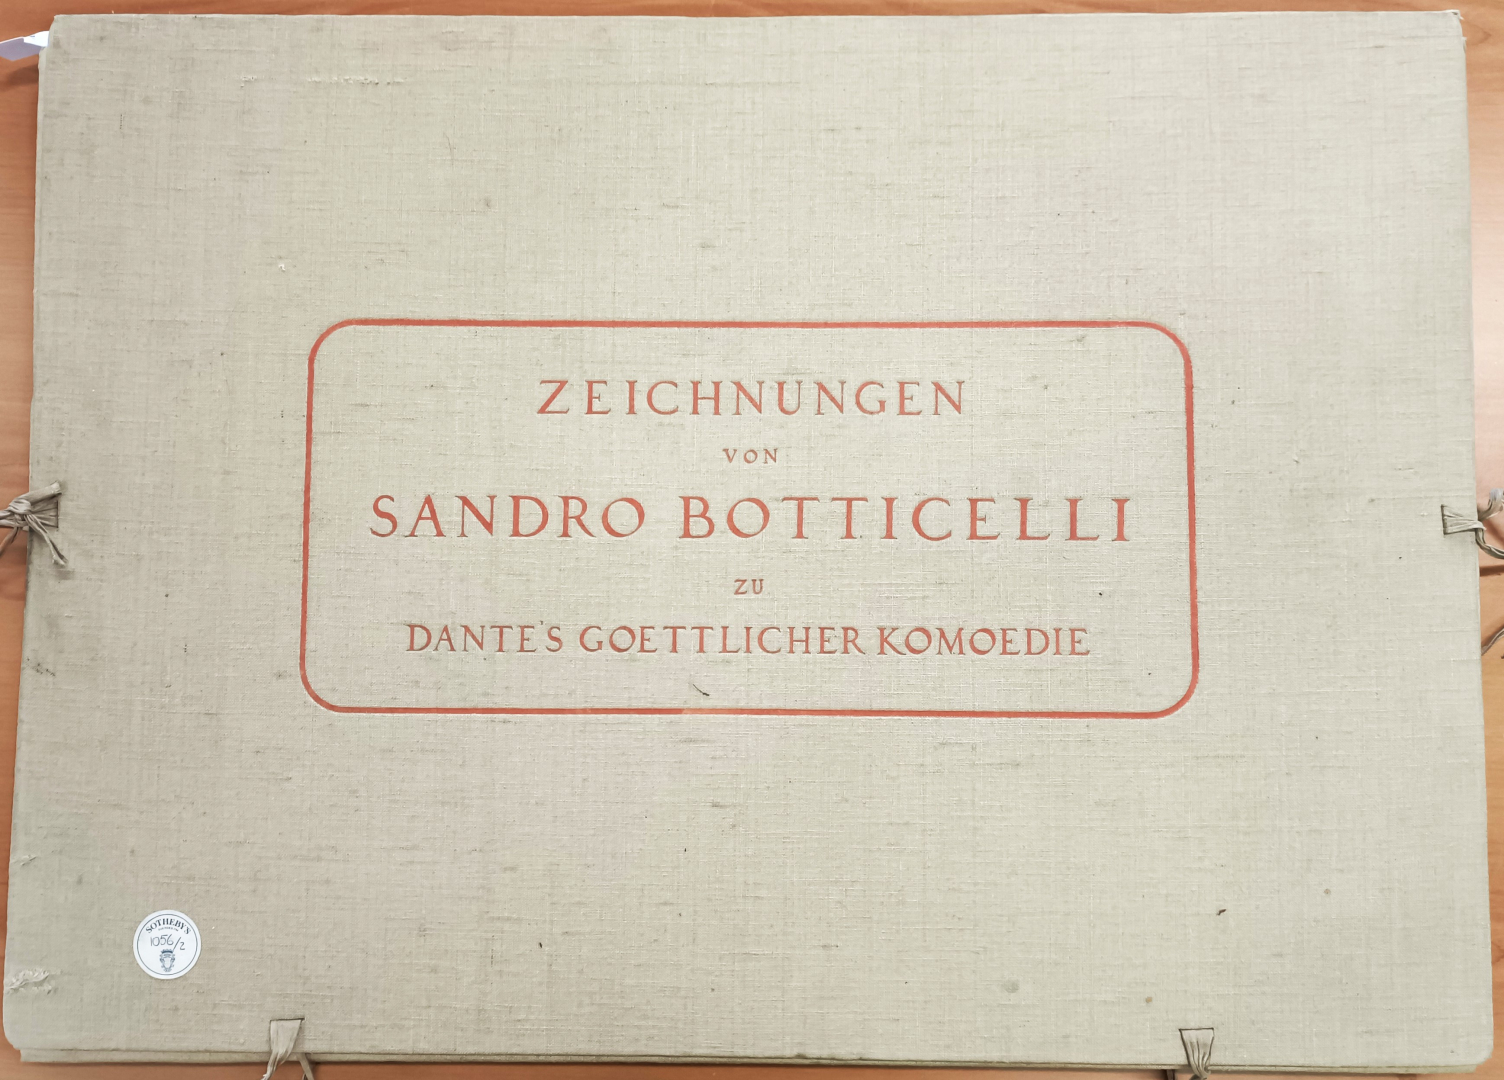 ZEICHNUNGEN
VON
SANDRO BOTTICELLI
ZU
DANTE'S GOETTLICHER KOMOEDIE
SOTHEBY'S
1056/2